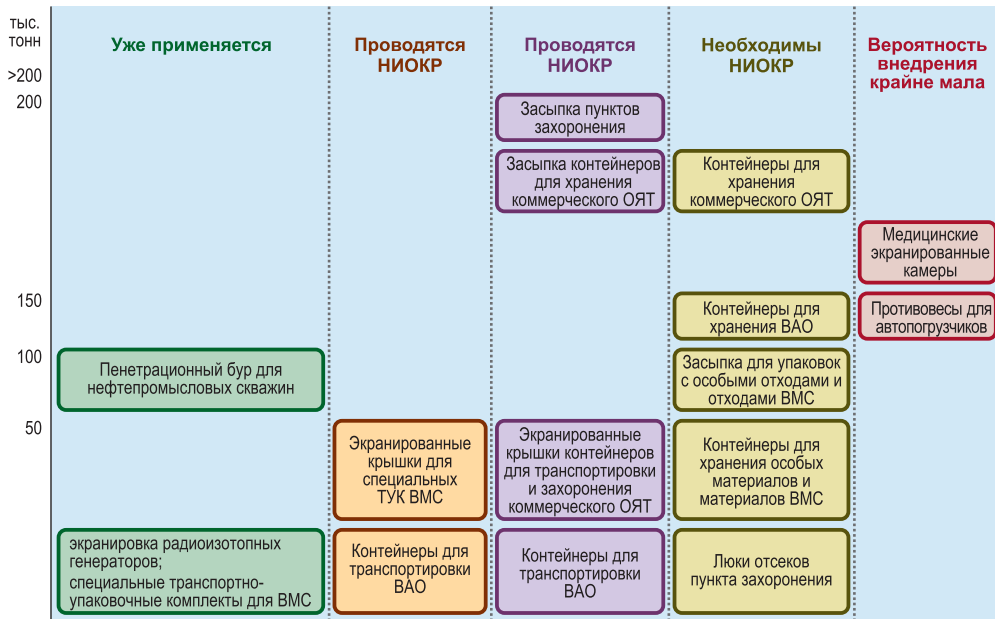 тыс.
тонн
>200
200
150
100
50
Уже применяется
Пенетрационный бур для
нефтепромысловых скважин
экранировка радиоизотопных
генераторов;
специальные транспортно-
упаковочные комплекты для ВМС
Проводятся
НИОКР
Экранированные
крышки для
специальных
ТУК ВМС
Контейнеры для
транспортировки
ВАО
Проводятся
НИОКР
Засыпка пунктов
захоронения
Засыпка контейнеров
для хранения
коммерческого ОЯТ
Экранированные
крышки контейнеров
для транспортировки
и захоронения
коммерческого ОЯТ
Контейнеры для
транспортировки
ВАО
Необходимы
НИОКР
Контейнеры для
хранения
коммерческого ОЯТ
Контейнеры для
хранения ВАО
Засыпка для упаковок
с особыми отходами и
отходами ВМС
Контейнеры для
хранения особых
материалов и
материалов ВМС
Люки отсеков
пункта захоронения
Вероятность
внедрения
крайне мала
Медицинские
экранированные
камеры
Противовесы для
автопогрузчиков